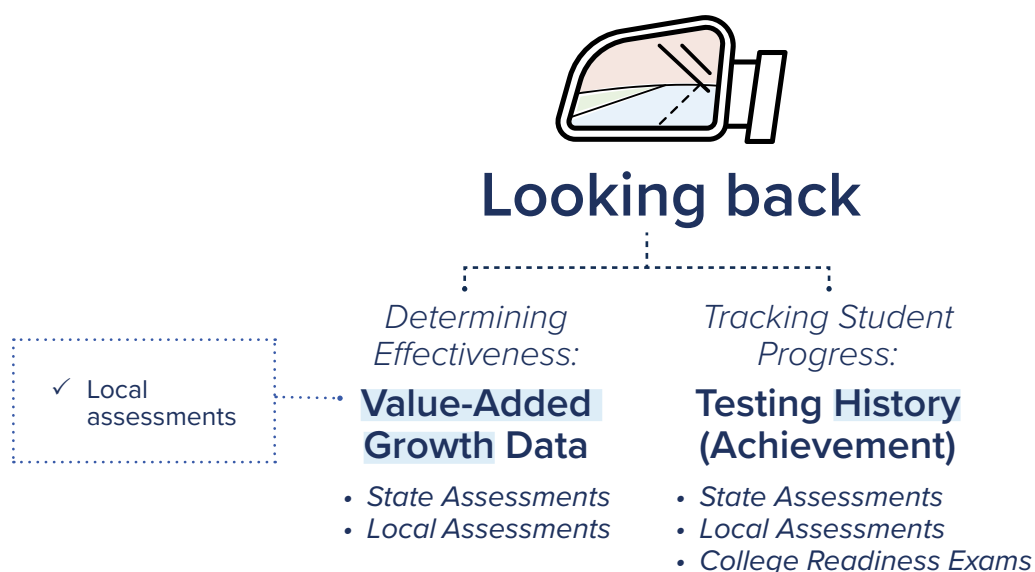 Looking back
Determining
Effectiveness:
Value-Added
Growth Data
• State Assessments
• Local Assessments
✓ Local
assessments
Tracking Student
Progress:
Testing History
(Achievement)
• State Assessments
• Local Assessments
• College Readiness Exams